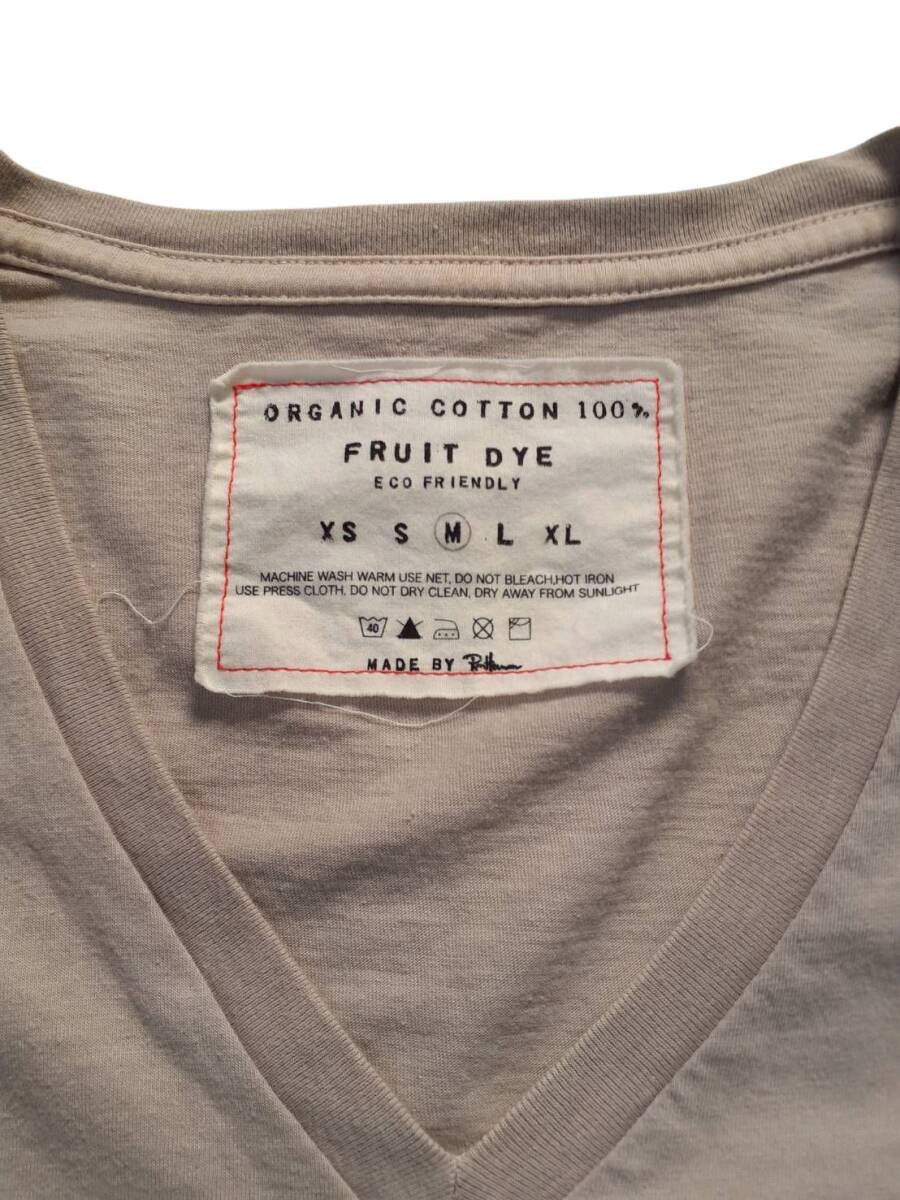 ORGANIC COTTON 100%
FRUIT DYE
ECO FRIENDLY
XS S M L XL
MACHINE WASH WARM USE NET, DO NOT BLEACH,HOT IRON
USE PRESS CLOTH, DO NOT DRY CLEAN, DRY AWAY FROM SUNLIGHT
40
MADE BY